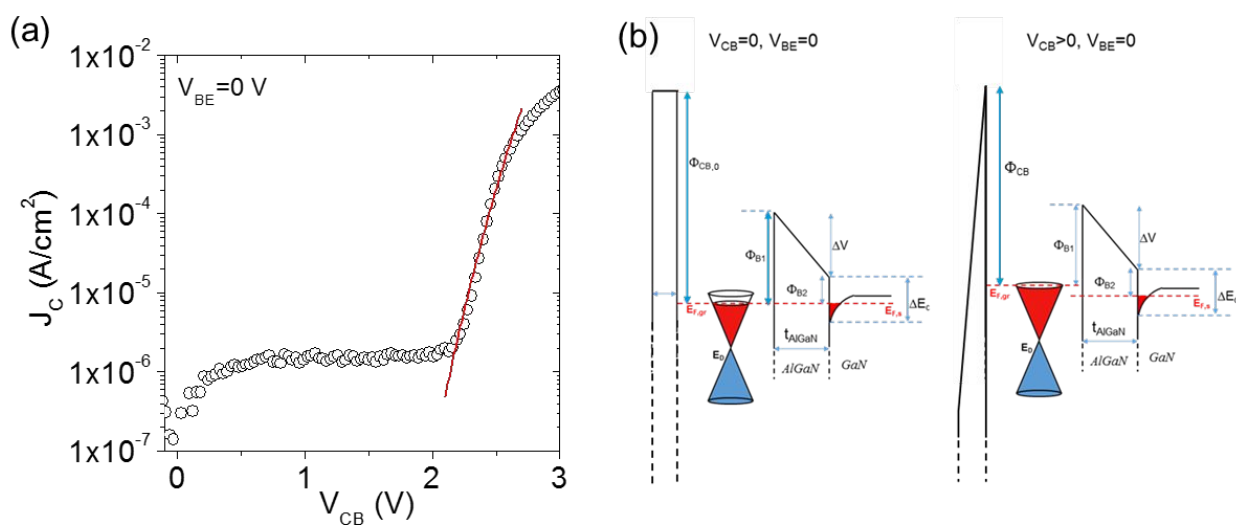 (a)
1x10⁻²
1x10⁻³
1x10⁻⁴
1x10⁻⁵
1x10⁻⁶
1x10⁻⁷
J_C (A/cm²)
V_BE=0 V
0 1 2 3
V_CB (V)
(b)
V_CB=0, V_BE=0
Φ_CB,0
Φ_B1
ΔV
Φ_B2
ΔE_c
E_F,gr
E_F,s
E_D
t_AlGaN
AlGaN GaN
V_CB>0, V_BE=0
Φ_CB
Φ_B1
ΔV
Φ_B2
ΔE_c
E_F,gr
E_F,s
E_D
t_AlGaN
AlGaN GaN